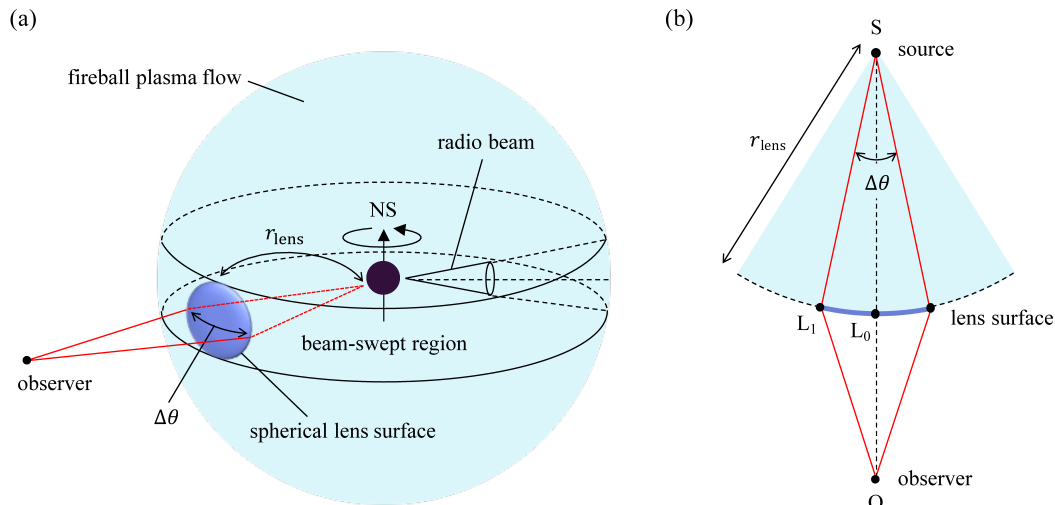 (a)
fireball plasma flow
radio beam
NS
r_lens
beam-swept region
observer
Δθ
spherical lens surface
(b)
S
source
r_lens
Δθ
L_1
L_0
lens surface
observer
O